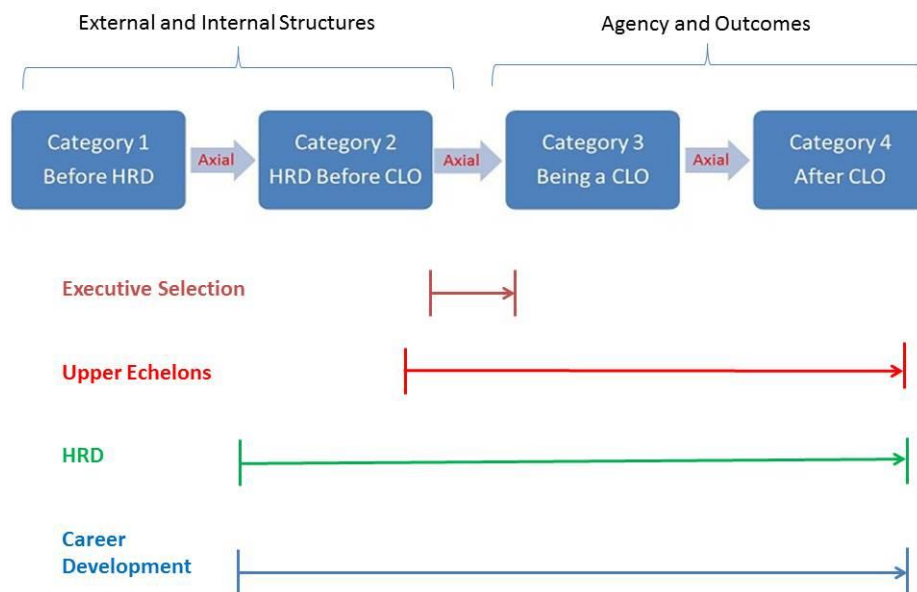 External and Internal Structures
Agency and Outcomes
Category 1
Before HRD
Axial
Category 2
HRD Before CLO
Axial
Category 3
Being a CLO
Axial
Category 4
After CLO
Executive Selection
Upper Echelons
HRD
Career
Development